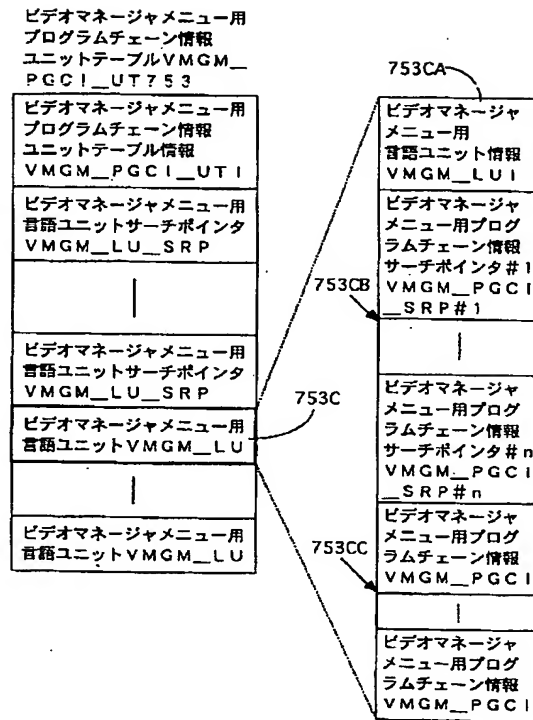 ビデオマネージャメニュー用
プログラムチェーン情報
ユニットテーブルVMGM__
PGCI__UT753
ビデオマネージャメニュー用
プログラムチェーン情報
ユニットテーブル情報
VMGM__PGCI__UTI
ビデオマネージャメニュー用
言語ユニットサーチポインタ
VMGM__LU__SRP
ビデオマネージャメニュー用
言語ユニットサーチポインタ
VMGM__LU__SRP
ビデオマネージャメニュー用
言語ユニットVMGM__LU
ビデオマネージャメニュー用
言語ユニットVMGM__LU
753C
753CA
ビデオマネージャ
メニュー用
言語ユニット情報
VMGM__LUI
ビデオマネージャ
メニュー用プログ
ラムチェーン情報
サーチポインタ#1
VMGM__PGCI
__SRP#1
753CB
ビデオマネージャ
メニュー用プログ
ラムチェーン情報
サーチポインタ#n
VMGM__PGCI
__SRP#n
ビデオマネージャ
メニュー用プログ
ラムチェーン情報
VMGM__PGCI
753CC
ビデオマネージャ
メニュー用プログ
ラムチェーン情報
VMGM__PGCI